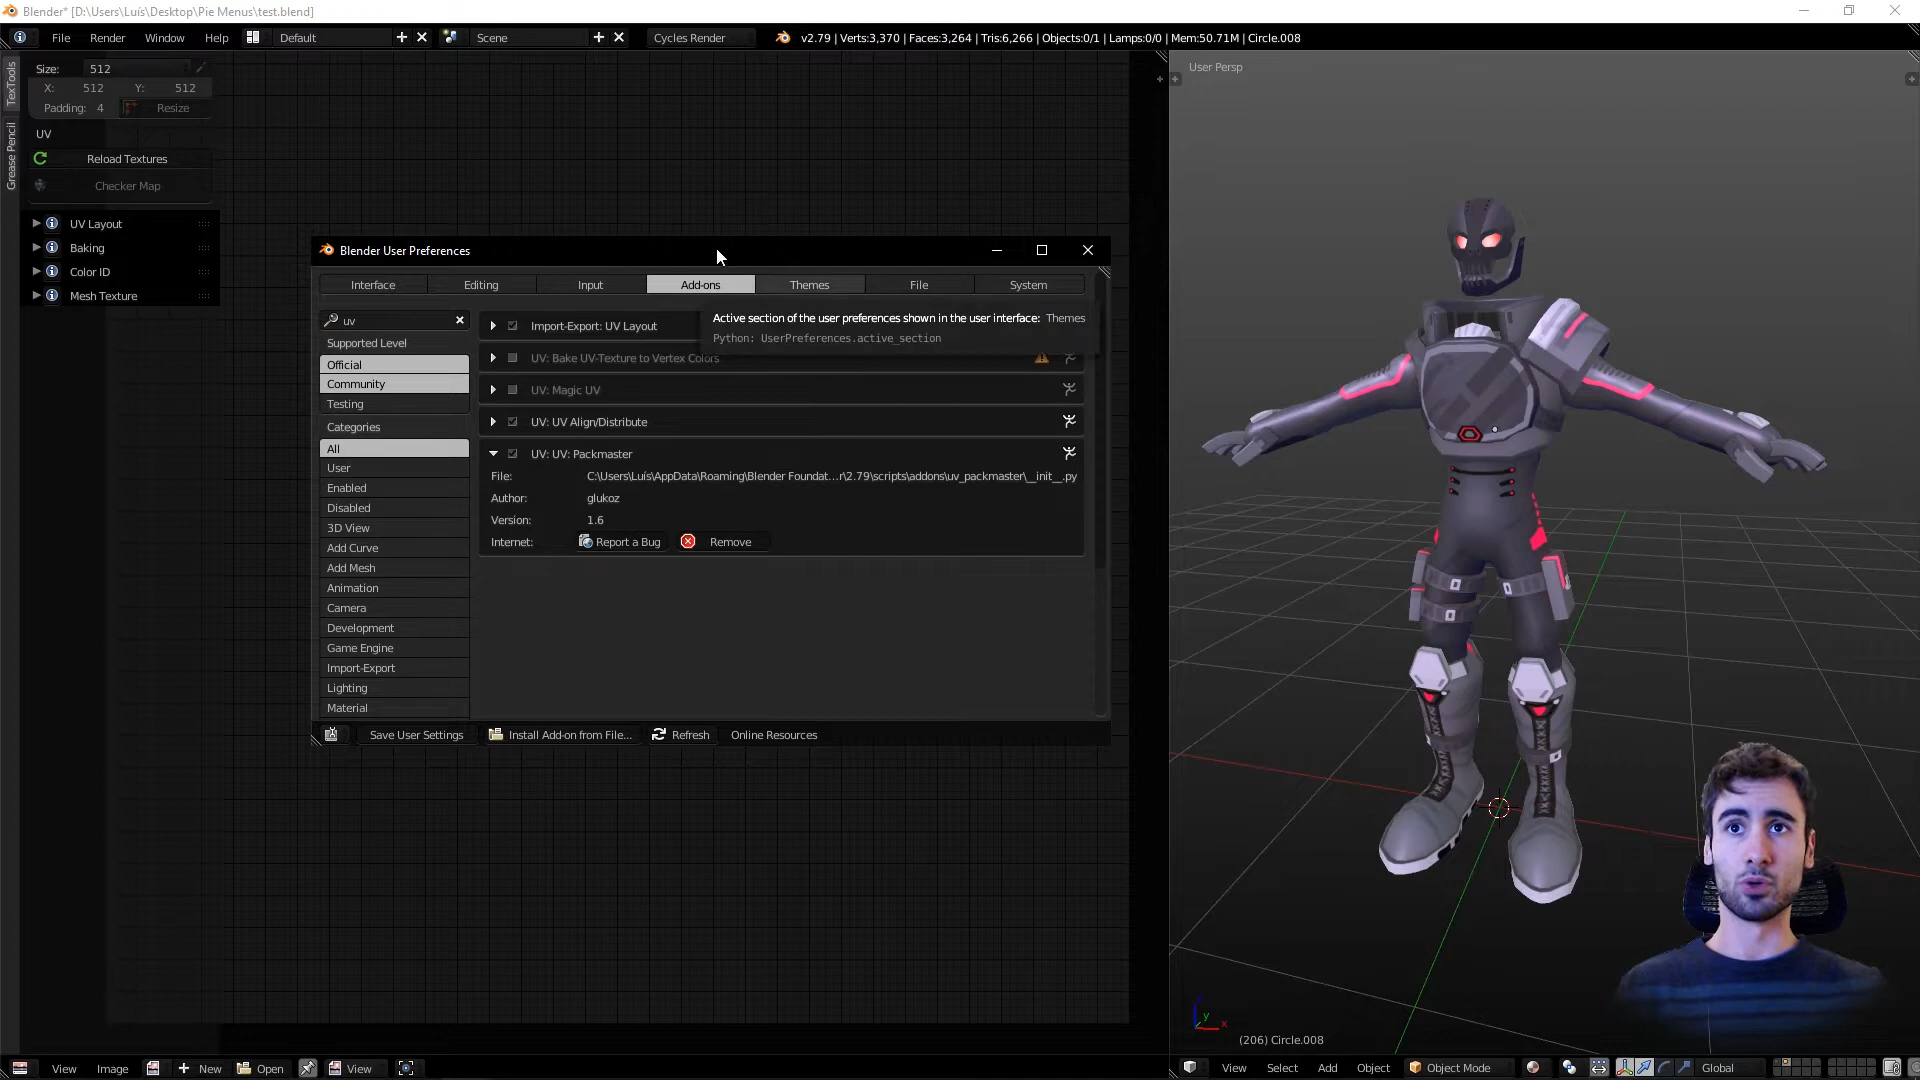 Blender* [D:\Users\Luís\Desktop\Pie Menus\test.blend]
File Render Window Help Default Scene Cycles Render v2.79 | Verts:3,370 | Faces:3,264 | Tris:6,266 | Objects:0/1 | Lamps:0/0 | Mem:50.71M | Circle.008
TexTools
Grease Pencil
Size: 512
X: 512 Y: 512
Padding: 4 Resize
UV
Reload Textures
Checker Map
UV Layout
Baking
Color ID
Mesh Texture
Blender User Preferences
Interface Editing Input Add-ons Themes File System
uv
Supported Level
Official
Community
Testing
Categories
All
User
Enabled
Disabled
3D View
Add Curve
Add Mesh
Animation
Camera
Development
Game Engine
Import-Export
Lighting
Material
Import-Export: UV Layout
Active section of the user preferences shown in the user interface: Themes
Python: UserPreferences.active_section
UV: Bake UV-Texture to Vertex Colors
UV: Magic UV
UV: UV Align/Distribute
UV: UV: Packmaster
File: C:\Users\Luís\AppData\Roaming\Blender Foundat...r\2.79\scripts\addons\uv_packmaster\__init__.py
Author: glukoz
Version: 1.6
Internet: Report a Bug Remove
Save User Settings Install Add-on from File... Refresh Online Resources
User Persp
y
x
(206) Circle.008
View Image New Open View
View Select Add Object Object Mode Global